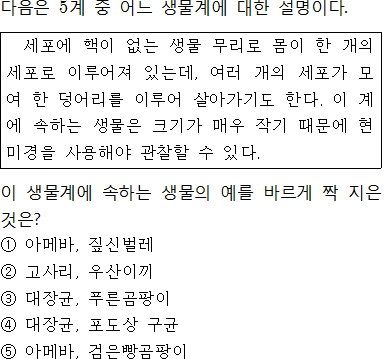 다음은 5계 중 어느 생물계에 대한 설명이다.
세포에 핵이 없는 생물 무리로 몸이 한 개의
세포로 이루어져 있는데, 여러 개의 세포가 모
여 한 덩어리를 이루어 살아가기도 한다. 이 계
에 속하는 생물은 크기가 매우 작기 때문에 현
미경을 사용해야 관찰할 수 있다.
이 생물계에 속하는 생물의 예를 바르게 짝 지은
것은?
① 아메바, 짚신벌레
② 고사리, 우산이끼
③ 대장균, 푸른곰팡이
④ 대장균, 포도상 구균
⑤ 아메바, 검은빵곰팡이